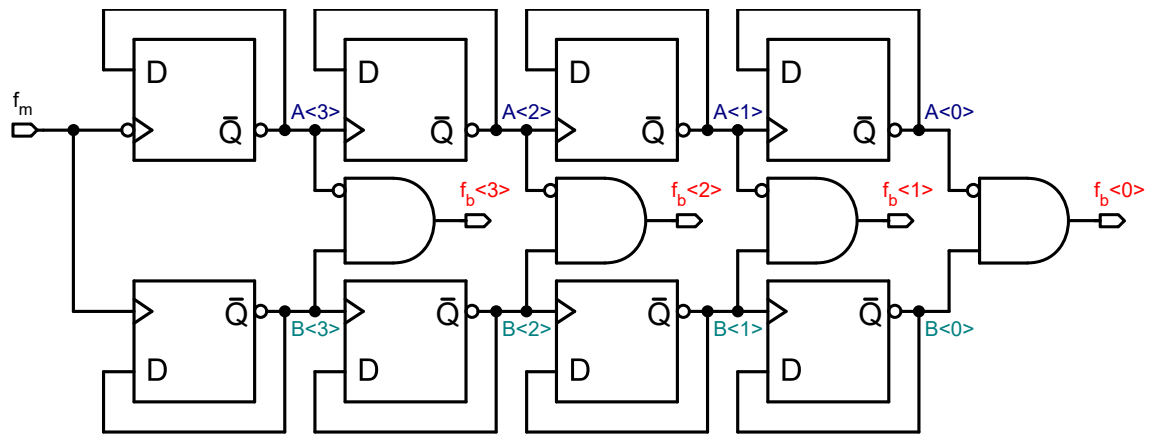 D D D D
f_m
Q̅ A<3> Q̅ A<2> Q̅ A<1> Q̅ A<0>
f_b<3> f_b<2> f_b<1> f_b<0>
Q̅ B<3> Q̅ B<2> Q̅ B<1> Q̅ B<0>
D D D D